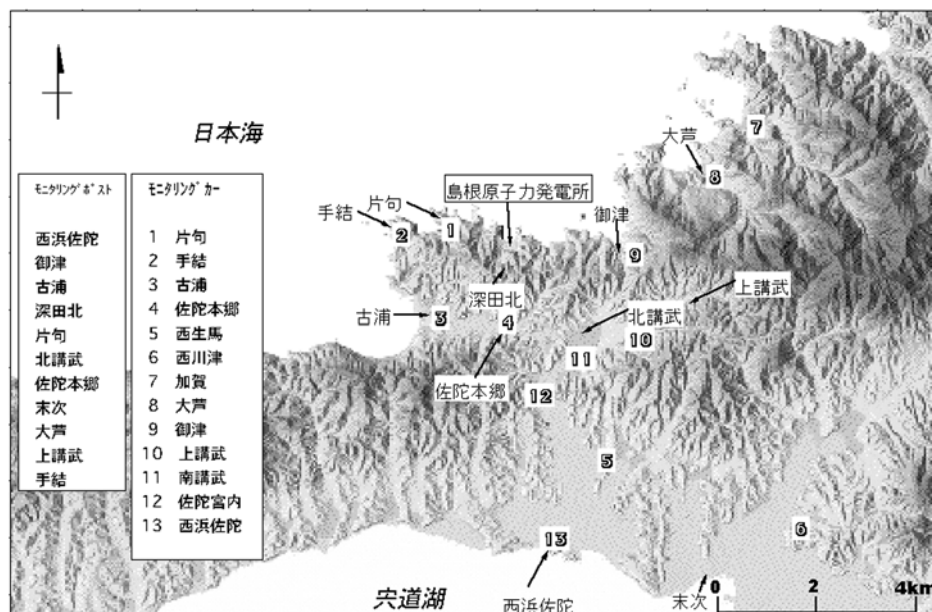 日本海
ﾓﾆﾀﾘﾝｸﾞﾎﾟｽﾄ
西浜佐陀
御津
古浦
深田北
片句
北講武
佐陀本郷
末次
大芦
上講武
手結
ﾓﾆﾀﾘﾝｸﾞｶｰ
1 片句
2 手結
3 古浦
4 佐陀本郷
5 西生馬
6 西川津
7 加賀
8 大芦
9 御津
10 上講武
11 南講武
12 佐陀宮内
13 西浜佐陀
7
大芦
8
片句
島根原子力発電所
手結
1
御津
2
9
深田北
上講武
古浦
3
4
北講武
10
11
佐陀本郷
12
5
6
13
宍道湖
西浜佐陀
末次
0 2 4km